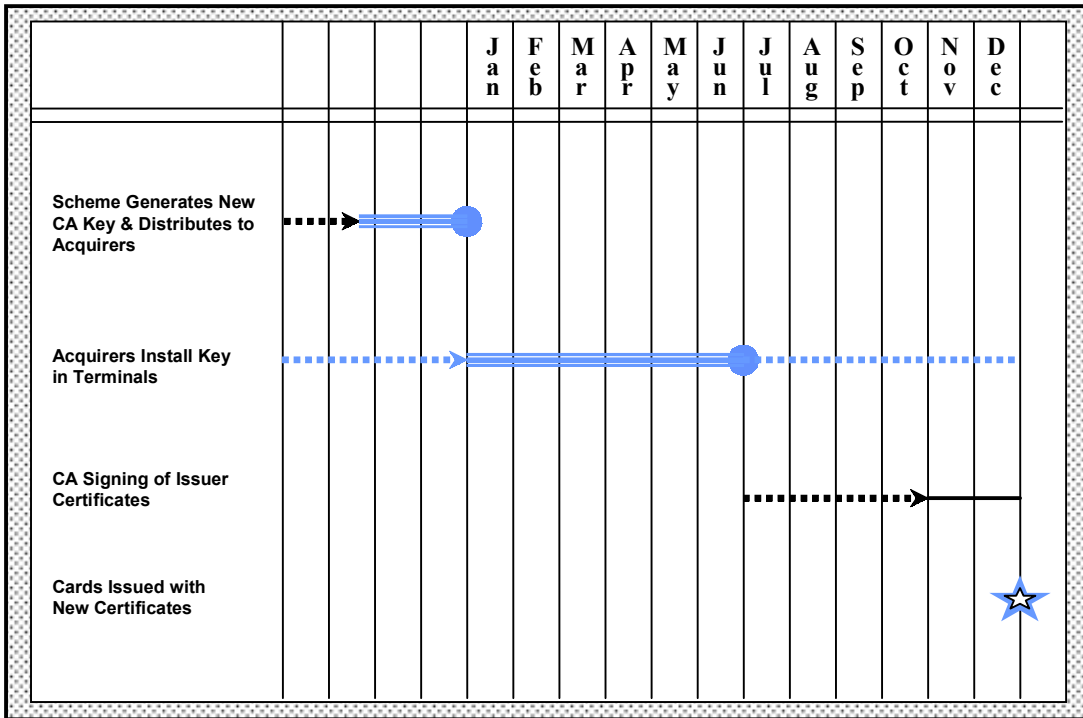 Jan Feb Mar Apr May Jun Jul Aug Sep Oct Nov Dec
Scheme Generates New
CA Key & Distributes to
Acquirers
Acquirers Install Key
in Terminals
CA Signing of Issuer
Certificates
Cards Issued with
New Certificates